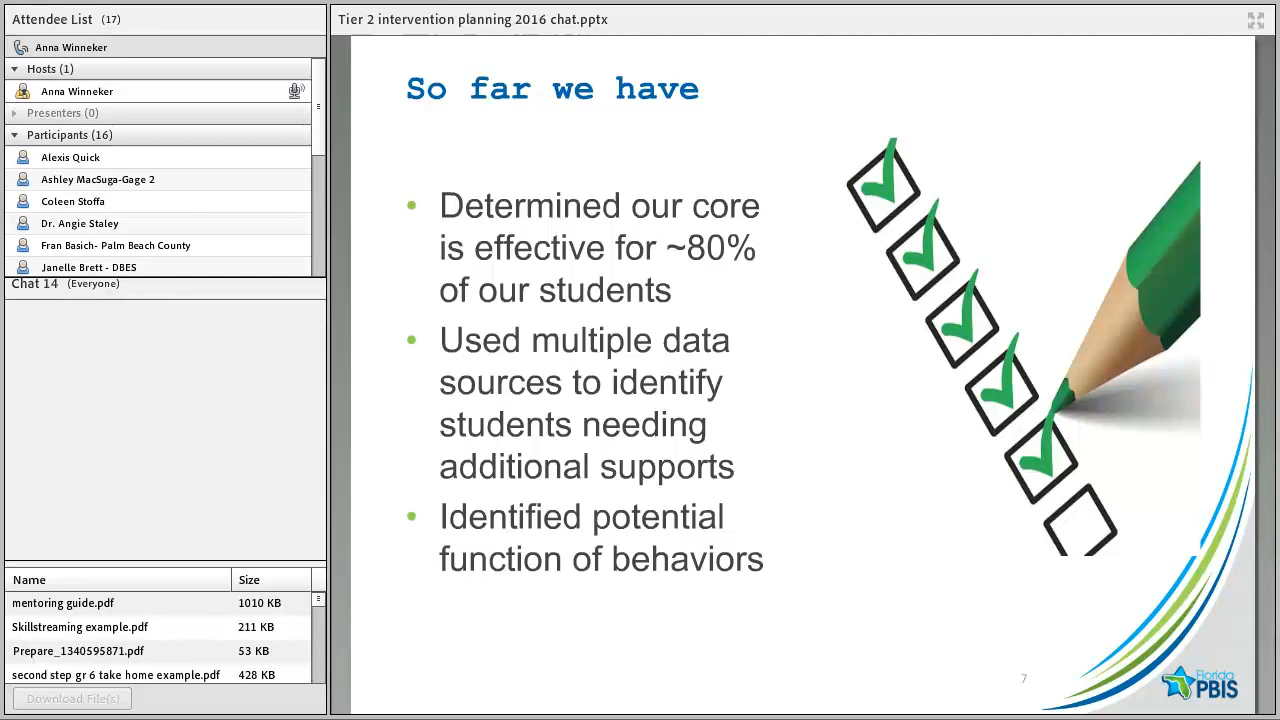 Attendee List (17)
Anna Winneker
Hosts (1)
Anna Winneker
Presenters (0)
Participants (16)
Alexis Quick
Ashley MacSuga-Gage 2
Coleen Stoffa
Dr. Angie Staley
Fran Basich- Palm Beach County
Janelle Brett - DBES
Chat 14 (Everyone)
Name Size
mentoring guide.pdf 1010 KB
Skillstreaming example.pdf 211 KB
Prepare_1340595871.pdf 53 KB
second step gr 6 take home example.pdf 428 KB
Download File(s)
Tier 2 intervention planning 2016 chat.pptx
So far we have
• Determined our core
is effective for ~80%
of our students
• Used multiple data
sources to identify
students needing
additional supports
• Identified potential
function of behaviors
7
Florida
PBIS